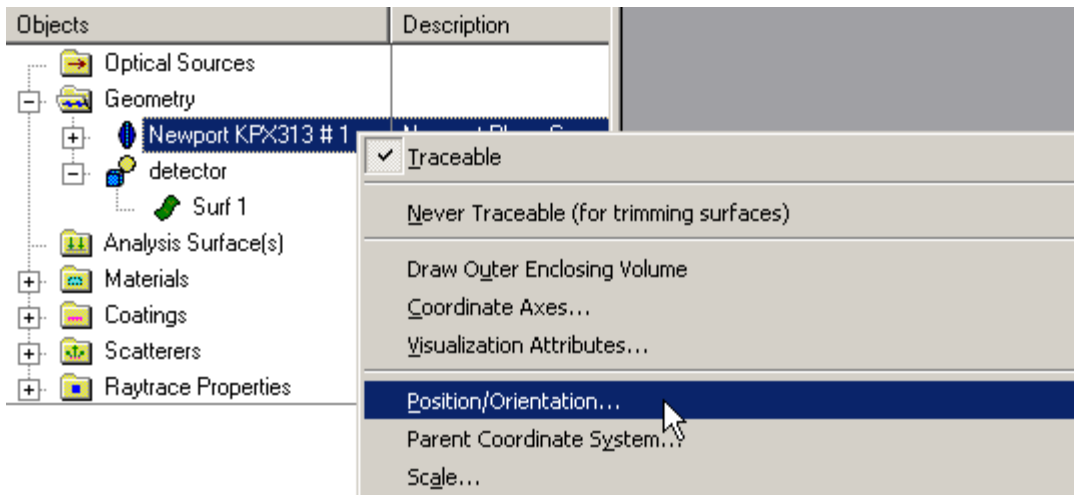 Objects Description
Optical Sources
Geometry
Newport KPX313 # 1
detector
Surf 1
Analysis Surface(s)
Materials
Coatings
Scatterers
Raytrace Properties
Traceable
Never Traceable (for trimming surfaces)
Draw Outer Enclosing Volume
Coordinate Axes...
Visualization Attributes...
Position/Orientation...
Parent Coordinate System...
Scale...